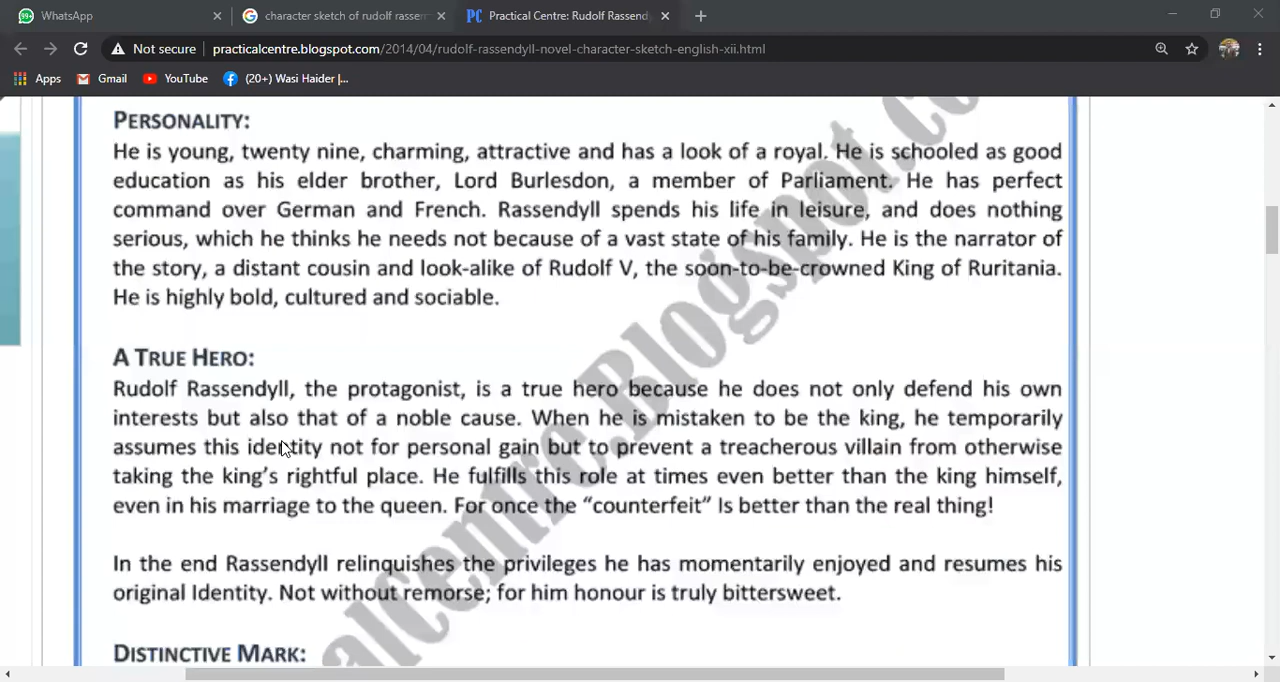 99+ WhatsApp
character sketch of rudolf rassen
PC Practical Centre: Rudolf Rassend
Not secure practicalcentre.blogspot.com/2014/04/rudolf-rassendyll-novel-character-sketch-english-xii.html
Apps Gmail YouTube (20+) Wasi Haider |...
PERSONALITY:
He is young, twenty nine, charming, attractive and has a look of a royal. He is schooled as good
education as his elder brother, Lord Burlesdon, a member of Parliament. He has perfect
command over German and French. Rassendyll spends his life in leisure, and does nothing
serious, which he thinks he needs not because of a vast state of his family. He is the narrator of
the story, a distant cousin and look-alike of Rudolf V, the soon-to-be-crowned King of Ruritania.
He is highly bold, cultured and sociable.
A TRUE HERO:
Rudolf Rassendyll, the protagonist, is a true hero because he does not only defend his own
interests but also that of a noble cause. When he is mistaken to be the king, he temporarily
assumes this identity not for personal gain but to prevent a treacherous villain from otherwise
taking the king's rightful place. He fulfills this role at times even better than the king himself,
even in his marriage to the queen. For once the “counterfeit” Is better than the real thing!
In the end Rassendyll relinquishes the privileges he has momentarily enjoyed and resumes his
original Identity. Not without remorse; for him honour is truly bittersweet.
DISTINCTIVE MARK:
alcentre.Blogspot.co